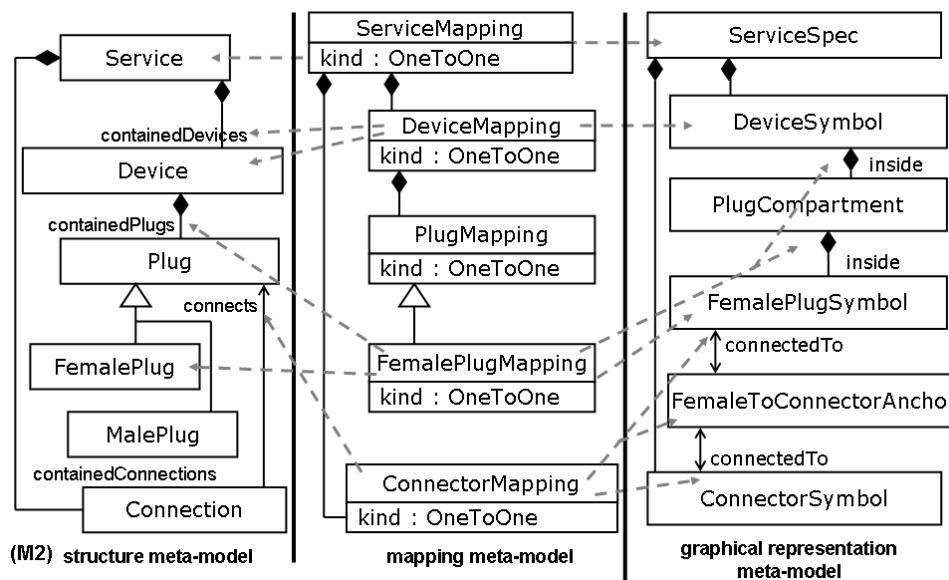 Service
containedDevices
Device
containedPlugs
Plug
connects
FemalePlug
MalePlug
containedConnections
Connection
(M2) structure meta-model
ServiceMapping
kind : OneToOne
DeviceMapping
kind : OneToOne
PlugMapping
kind : OneToOne
FemalePlugMapping
kind : OneToOne
ConnectorMapping
kind : OneToOne
mapping meta-model
ServiceSpec
DeviceSymbol
inside
PlugCompartment
inside
FemalePlugSymbol
connectedTo
FemaleToConnectorAncho
connectedTo
ConnectorSymbol
graphical representation
meta-model